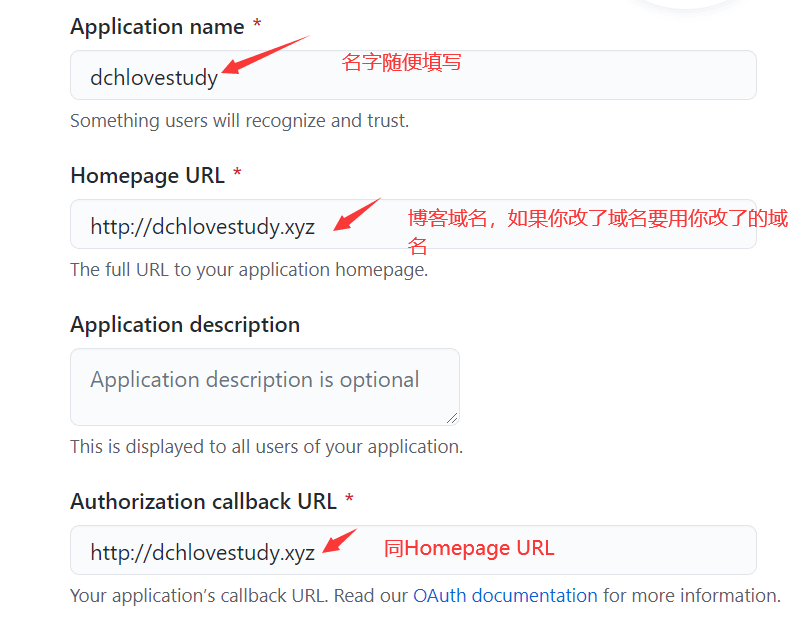 Application name *
dchlovestudy
名字随便填写
Something users will recognize and trust.
Homepage URL *
http://dchlovestudy.xyz
博客域名，如果你改了域名要用你改了的域
名
The full URL to your application homepage.
Application description
Application description is optional
This is displayed to all users of your application.
Authorization callback URL *
http://dchlovestudy.xyz
同Homepage URL
Your application’s callback URL. Read our OAuth documentation for more information.